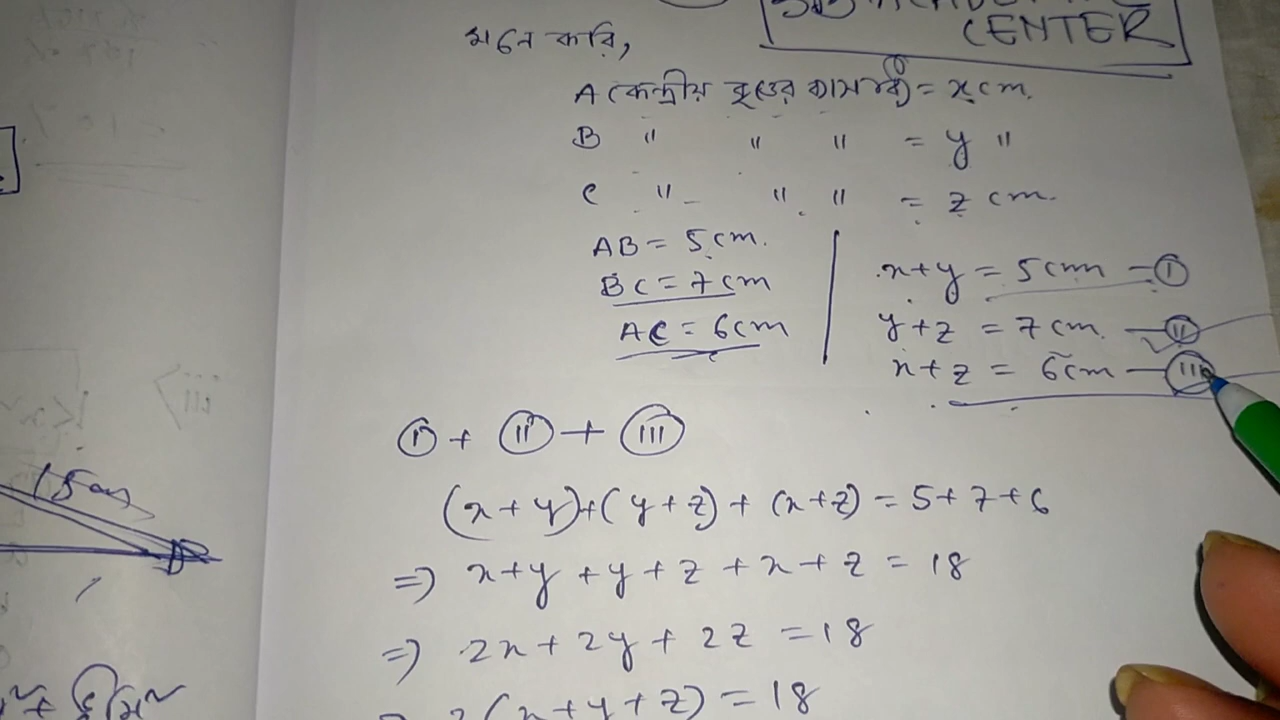 CENTER
মনে করি,
A কেন্দ্রীয় বৃত্তের ব্যাসার্ধ = x cm.
B " " " = y "
C " " " = z cm.
AB = 5 cm.
BC = 7 cm
AC = 6 cm
x + y = 5 cm — (I)
y + z = 7 cm. — (II)
x + z = 6 cm — (III)
(I) + (II) + (III)
(x + y) + (y + z) + (x + z) = 5 + 7 + 6
⇒ x + y + y + z + x + z = 18
⇒ 2x + 2y + 2z = 18
2(x + y + z) = 18